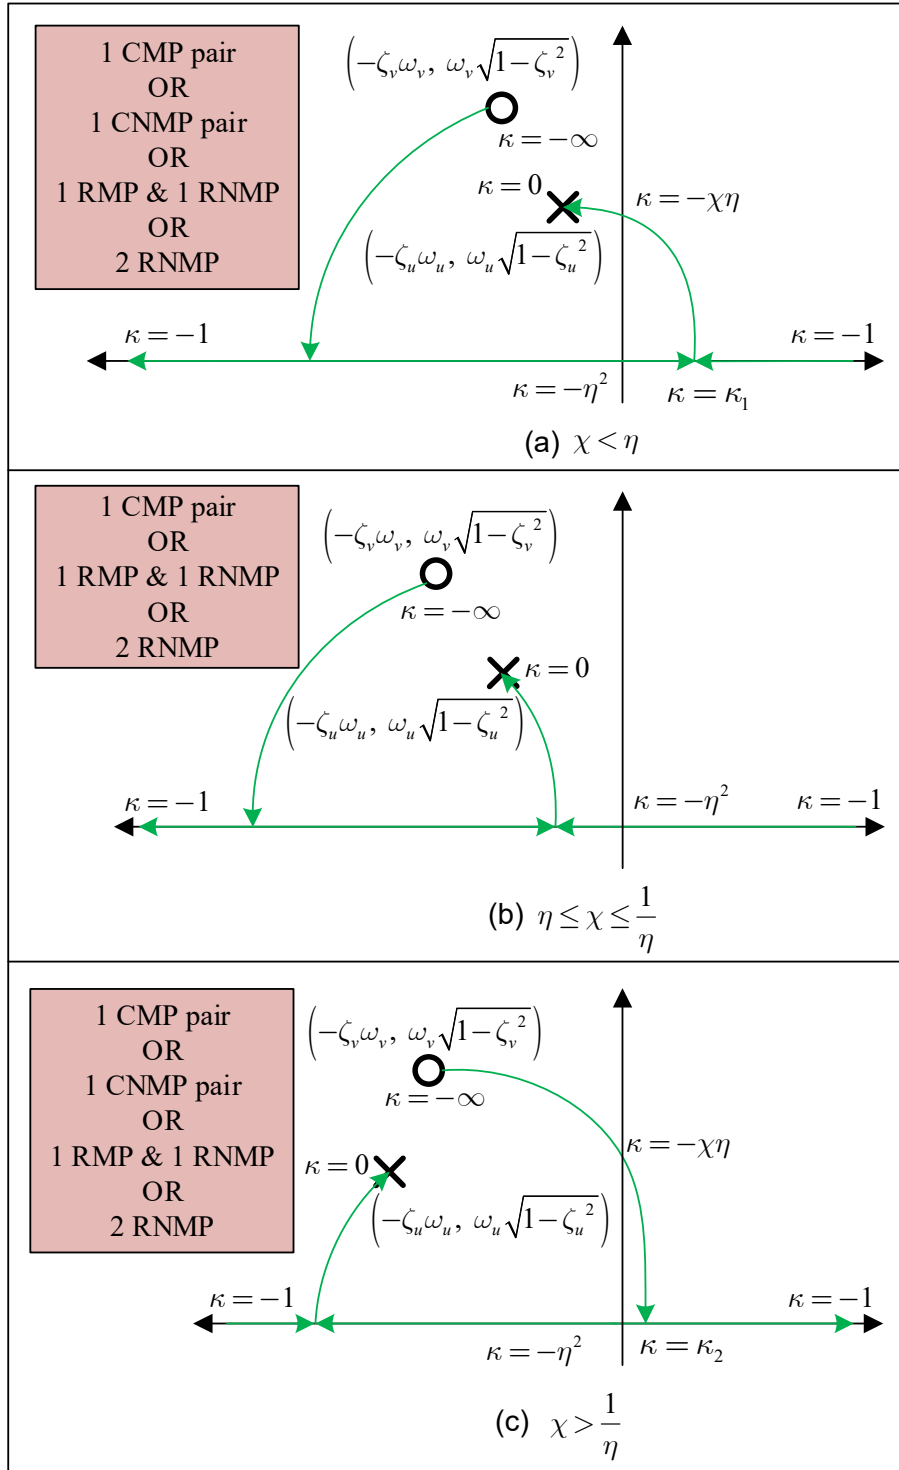 1 CMP pair
OR
1 CNMP pair
OR
1 RMP & 1 RNMP
OR
2 RNMP
(−ζ_v ω_v, ω_v √(1−ζ_v²))
κ = −∞
κ = 0
κ = −χη
(−ζ_u ω_u, ω_u √(1−ζ_u²))
κ = −1
κ = −1
κ = −η²
κ = κ₁
(a) χ < η
1 CMP pair
OR
1 RMP & 1 RNMP
OR
2 RNMP
(−ζ_v ω_v, ω_v √(1−ζ_v²))
κ = −∞
κ = 0
(−ζ_u ω_u, ω_u √(1−ζ_u²))
κ = −1
κ = −η²
κ = −1
(b) η ≤ χ ≤ 1/η
1 CMP pair
OR
1 CNMP pair
OR
1 RMP & 1 RNMP
OR
2 RNMP
(−ζ_v ω_v, ω_v √(1−ζ_v²))
κ = −∞
κ = −χη
κ = 0
(−ζ_u ω_u, ω_u √(1−ζ_u²))
κ = −1
κ = −1
κ = −η²
κ = κ₂
(c) χ > 1/η